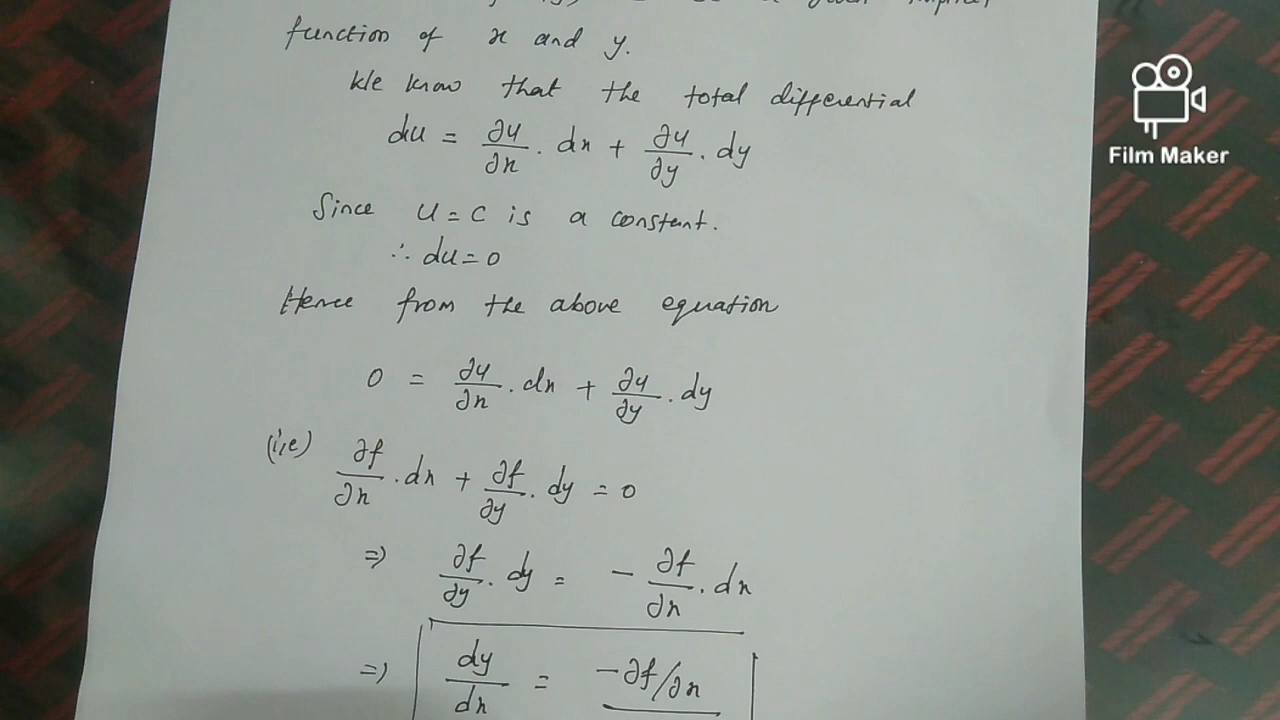 function of x and y.
We know that the total differential
du = ∂u/∂x . dx + ∂u/∂y . dy
Since u = c is a constant.
∴ du = 0
Hence from the above equation
0 = ∂u/∂x . dx + ∂u/∂y . dy
(i,e) ∂f/∂x . dx + ∂f/∂y . dy = 0
=) ∂f/∂y . dy = - ∂f/∂x . dx
=) dy/dx = -∂f/∂x
Film Maker